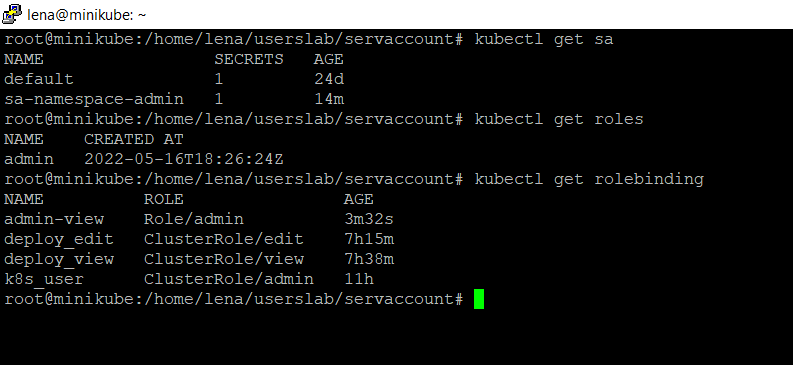 lena@minikube: ~
root@minikube:/home/lena/userslab/servaccount# kubectl get sa
NAME                 SECRETS   AGE
default              1         24d
sa-namespace-admin   1         14m
root@minikube:/home/lena/userslab/servaccount# kubectl get roles
NAME    CREATED AT
admin   2022-05-16T18:26:24Z
root@minikube:/home/lena/userslab/servaccount# kubectl get rolebinding
NAME          ROLE                AGE
admin-view    Role/admin          3m32s
deploy_edit   ClusterRole/edit    7h15m
deploy_view   ClusterRole/view    7h38m
k8s_user      ClusterRole/admin   11h
root@minikube:/home/lena/userslab/servaccount#